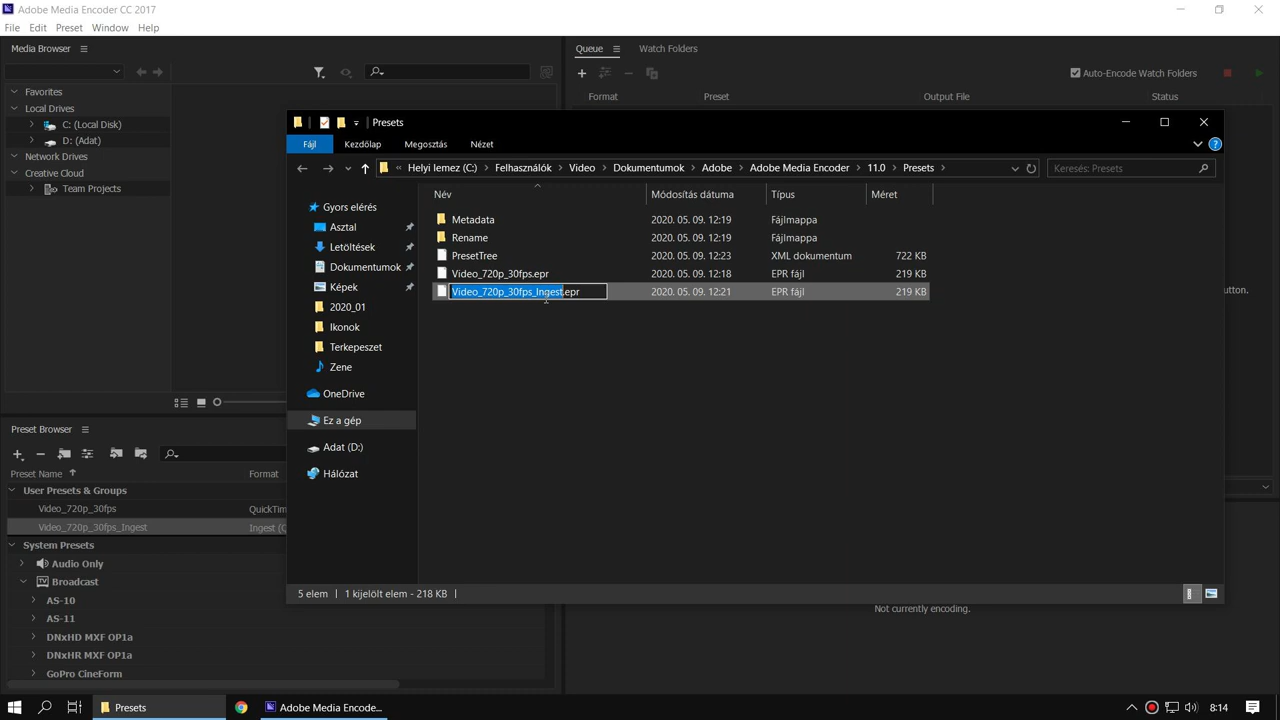 Adobe Media Encoder CC 2017
File Edit Preset Window Help
Media Browser
Queue Watch Folders
Auto-Encode Watch Folders
Format Preset Output File Status
Favorites
Local Drives
C: (Local Disk)
D: (Adat)
Network Drives
Creative Cloud
Team Projects
Presets
Fájl Kezdőlap Megosztás Nézet
« Helyi lemez (C:) Felhasználók Video Dokumentumok Adobe Adobe Media Encoder 11.0 Presets
Keresés: Presets
Név Módosítás dátuma Típus Méret
Gyors elérés
Asztal
Letöltések
Dokumentumok
Képek
2020_01
Ikonok
Terkepeszet
Zene
OneDrive
Ez a gép
Adat (D:)
Hálózat
Metadata 2020. 05. 09. 12:19 Fájlmappa
Rename 2020. 05. 09. 12:19 Fájlmappa
PresetTree 2020. 05. 09. 12:23 XML dokumentum 722 KB
Video_720p_30fps.epr 2020. 05. 09. 12:18 EPR fájl 219 KB
Video_720p_30fps_Ingest.epr 2020. 05. 09. 12:21 EPR fájl 219 KB
5 elem 1 kijelölt elem - 218 KB
button.
Preset Browser
Preset Name Format
User Presets & Groups
Video_720p_30fps QuickTim
Video_720p_30fps_Ingest Ingest (Q
System Presets
Audio Only
Broadcast
AS-10
AS-11
DNxHD MXF OP1a
DNxHR MXF OP1a
GoPro CineForm
Not currently encoding.
Presets
Adobe Media Encode...
8:14